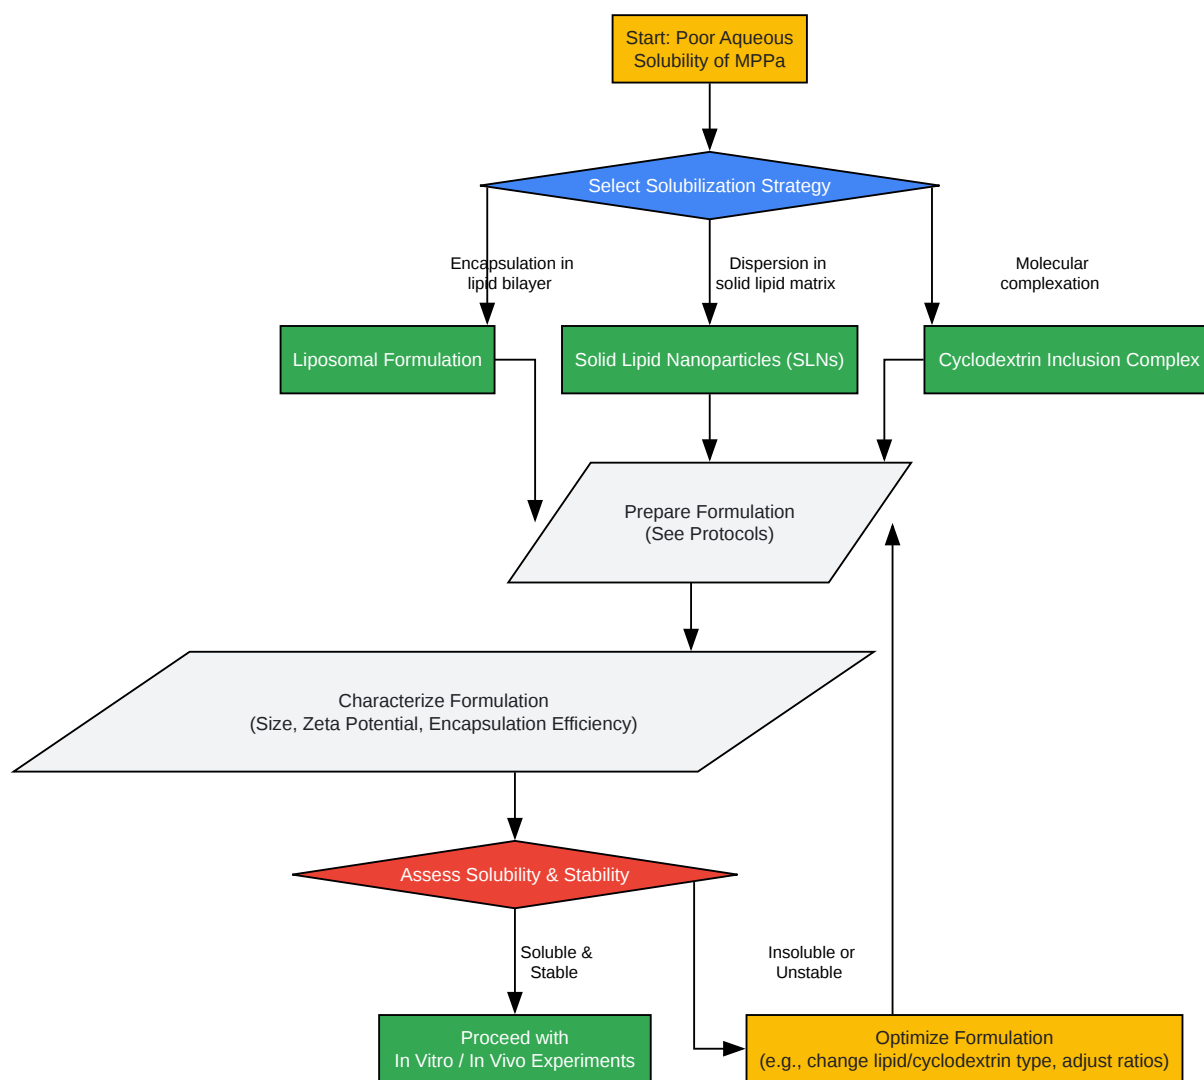 Start: Poor Aqueous
Solubility of MPPa
Select Solubilization Strategy
Encapsulation in
lipid bilayer
Dispersion in
solid lipid matrix
Molecular
complexation
Liposomal Formulation
Solid Lipid Nanoparticles (SLNs)
Cyclodextrin Inclusion Complex
Prepare Formulation
(See Protocols)
Characterize Formulation
(Size, Zeta Potential, Encapsulation Efficiency)
Assess Solubility & Stability
Soluble &
Stable
Insoluble or
Unstable
Proceed with
In Vitro / In Vivo Experiments
Optimize Formulation
(e.g., change lipid/cyclodextrin type, adjust ratios)